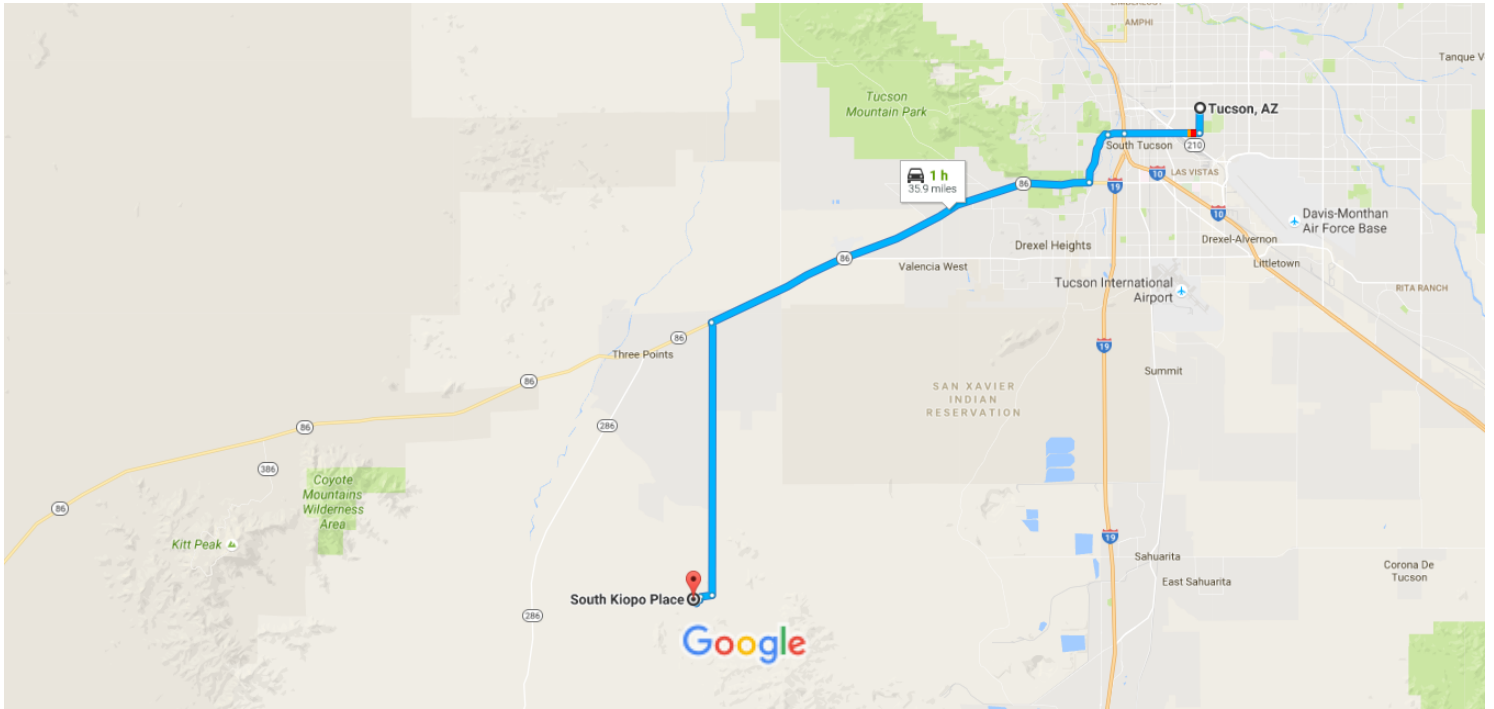 AMPHI
Tanque V
Tucson
Mountain Park
Tucson, AZ
South Tucson
210
1 h
35.9 miles
86
19
10
LAS VISTAS
10
Davis-Monthan
Air Force Base
Drexel Heights
Drexel-Alvernon
86
Valencia West
Littletown
Tucson International
Airport
RITA RANCH
86
Three Points
19
Summit
86
SAN XAVIER
INDIAN
RESERVATION
286
86
386
Coyote
Mountains
Wilderness
Area
86
Kitt Peak
19
Sahuarita
Corona De
Tucson
East Sahuarita
South Kiopo Place
286
Google